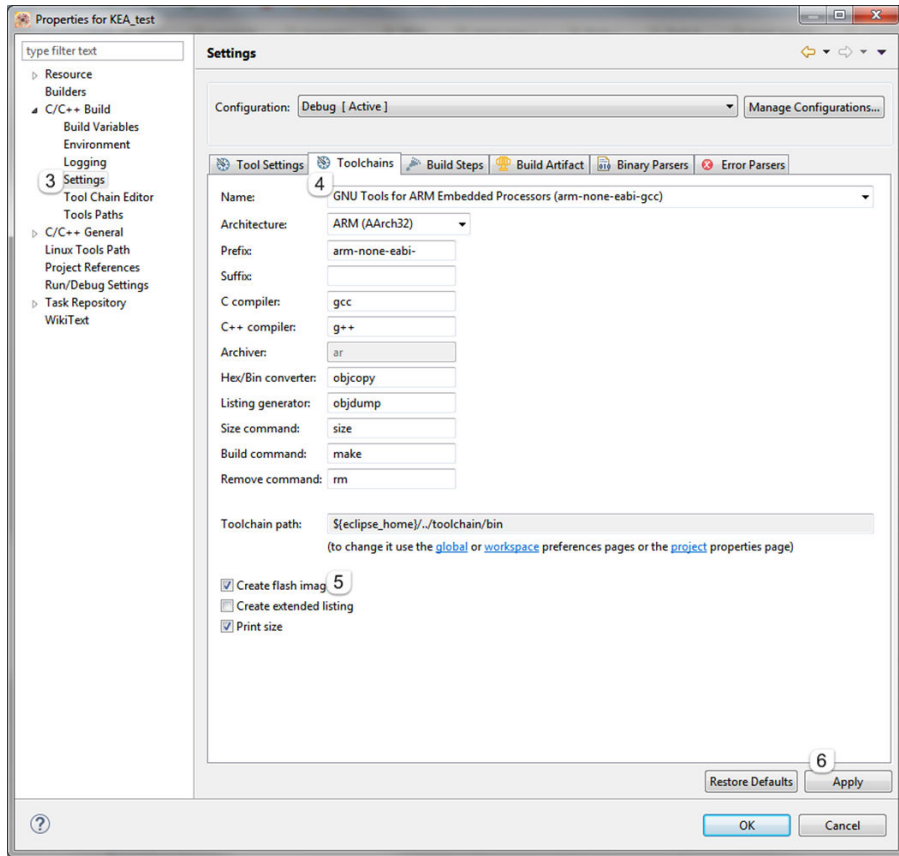 Properties for KEA_test
type filter text
Resource
Builders
C/C++ Build
Build Variables
Environment
Logging
3 Settings
Tool Chain Editor
Tools Paths
C/C++ General
Linux Tools Path
Project References
Run/Debug Settings
Task Repository
WikiText
Settings
Configuration: Debug [ Active ] Manage Configurations...
Tool Settings Toolchains Build Steps Build Artifact Binary Parsers Error Parsers
4
Name: GNU Tools for ARM Embedded Processors (arm-none-eabi-gcc)
Architecture: ARM (AArch32)
Prefix: arm-none-eabi-
Suffix:
C compiler: gcc
C++ compiler: g++
Archiver: ar
Hex/Bin converter: objcopy
Listing generator: objdump
Size command: size
Build command: make
Remove command: rm
Toolchain path: ${eclipse_home}/../toolchain/bin
(to change it use the global or workspace preferences pages or the project properties page)
Create flash imag 5
Create extended listing
Print size
6
Restore Defaults Apply
? OK Cancel